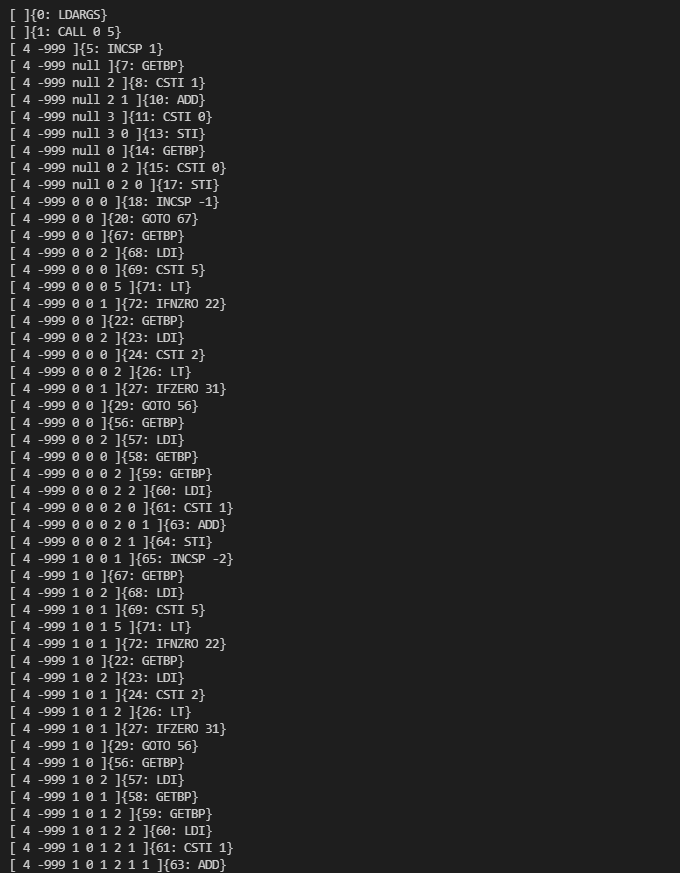 [ ]{0: LDARGS}
[ ]{1: CALL 0 5}
[ 4 -999 ]{5: INCSP 1}
[ 4 -999 null ]{7: GETBP}
[ 4 -999 null 2 ]{8: CSTI 1}
[ 4 -999 null 2 1 ]{10: ADD}
[ 4 -999 null 3 ]{11: CSTI 0}
[ 4 -999 null 3 0 ]{13: STI}
[ 4 -999 null 0 ]{14: GETBP}
[ 4 -999 null 0 2 ]{15: CSTI 0}
[ 4 -999 null 0 2 0 ]{17: STI}
[ 4 -999 0 0 0 ]{18: INCSP -1}
[ 4 -999 0 0 ]{20: GOTO 67}
[ 4 -999 0 0 ]{67: GETBP}
[ 4 -999 0 0 2 ]{68: LDI}
[ 4 -999 0 0 0 ]{69: CSTI 5}
[ 4 -999 0 0 0 5 ]{71: LT}
[ 4 -999 0 0 1 ]{72: IFNZRO 22}
[ 4 -999 0 0 ]{22: GETBP}
[ 4 -999 0 0 2 ]{23: LDI}
[ 4 -999 0 0 0 ]{24: CSTI 2}
[ 4 -999 0 0 0 2 ]{26: LT}
[ 4 -999 0 0 1 ]{27: IFZERO 31}
[ 4 -999 0 0 ]{29: GOTO 56}
[ 4 -999 0 0 ]{56: GETBP}
[ 4 -999 0 0 2 ]{57: LDI}
[ 4 -999 0 0 0 ]{58: GETBP}
[ 4 -999 0 0 0 2 ]{59: GETBP}
[ 4 -999 0 0 0 2 2 ]{60: LDI}
[ 4 -999 0 0 0 2 0 ]{61: CSTI 1}
[ 4 -999 0 0 0 2 0 1 ]{63: ADD}
[ 4 -999 0 0 0 2 1 ]{64: STI}
[ 4 -999 1 0 0 1 ]{65: INCSP -2}
[ 4 -999 1 0 ]{67: GETBP}
[ 4 -999 1 0 2 ]{68: LDI}
[ 4 -999 1 0 1 ]{69: CSTI 5}
[ 4 -999 1 0 1 5 ]{71: LT}
[ 4 -999 1 0 1 ]{72: IFNZRO 22}
[ 4 -999 1 0 ]{22: GETBP}
[ 4 -999 1 0 2 ]{23: LDI}
[ 4 -999 1 0 1 ]{24: CSTI 2}
[ 4 -999 1 0 1 2 ]{26: LT}
[ 4 -999 1 0 1 ]{27: IFZERO 31}
[ 4 -999 1 0 ]{29: GOTO 56}
[ 4 -999 1 0 ]{56: GETBP}
[ 4 -999 1 0 2 ]{57: LDI}
[ 4 -999 1 0 1 ]{58: GETBP}
[ 4 -999 1 0 1 2 ]{59: GETBP}
[ 4 -999 1 0 1 2 2 ]{60: LDI}
[ 4 -999 1 0 1 2 1 ]{61: CSTI 1}
[ 4 -999 1 0 1 2 1 1 ]{63: ADD}